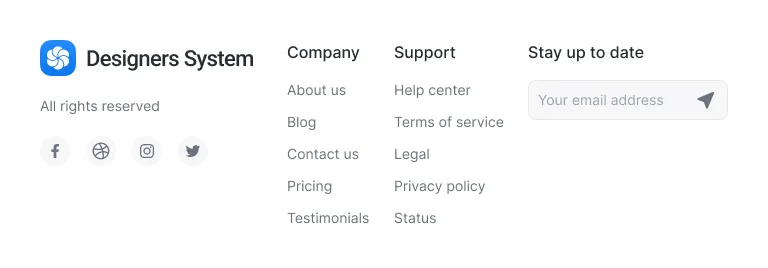 Designers System
All rights reserved
Company
About us
Blog
Contact us
Pricing
Testimonials
Support
Help center
Terms of service
Legal
Privacy policy
Status
Stay up to date
Your email address